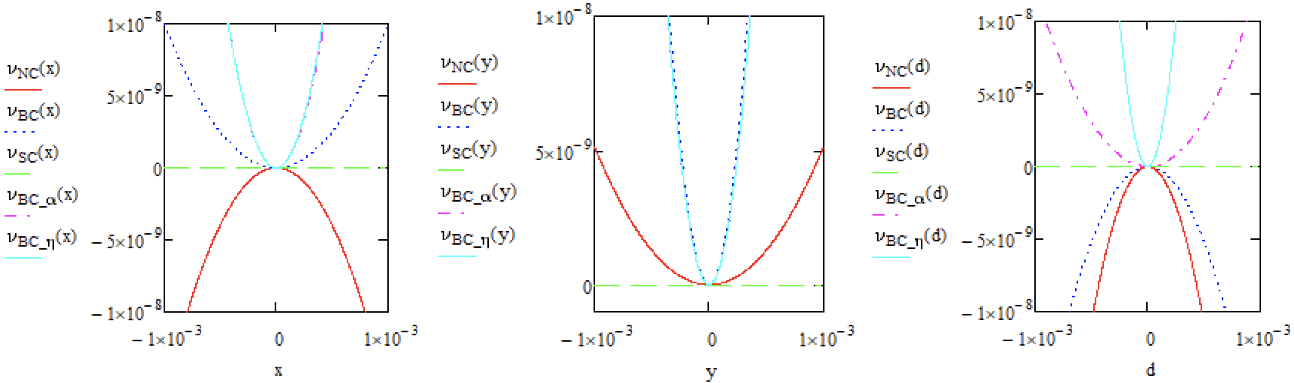 1×10⁻⁸
5×10⁻⁹
0
−5×10⁻⁹
−1×10⁻⁸
ν_NC(x)
ν_BC(x)
ν_SC(x)
ν_BC_α(x)
ν_BC_η(x)
−1×10⁻³ 0 1×10⁻³
x
1×10⁻⁸
5×10⁻⁹
0
ν_NC(y)
ν_BC(y)
ν_SC(y)
ν_BC_α(y)
ν_BC_η(y)
−1×10⁻³ 0 1×10⁻³
y
1×10⁻⁸
5×10⁻⁹
0
−5×10⁻⁹
−1×10⁻⁸
ν_NC(d)
ν_BC(d)
ν_SC(d)
ν_BC_α(d)
ν_BC_η(d)
−1×10⁻³ 0 1×10⁻³
d